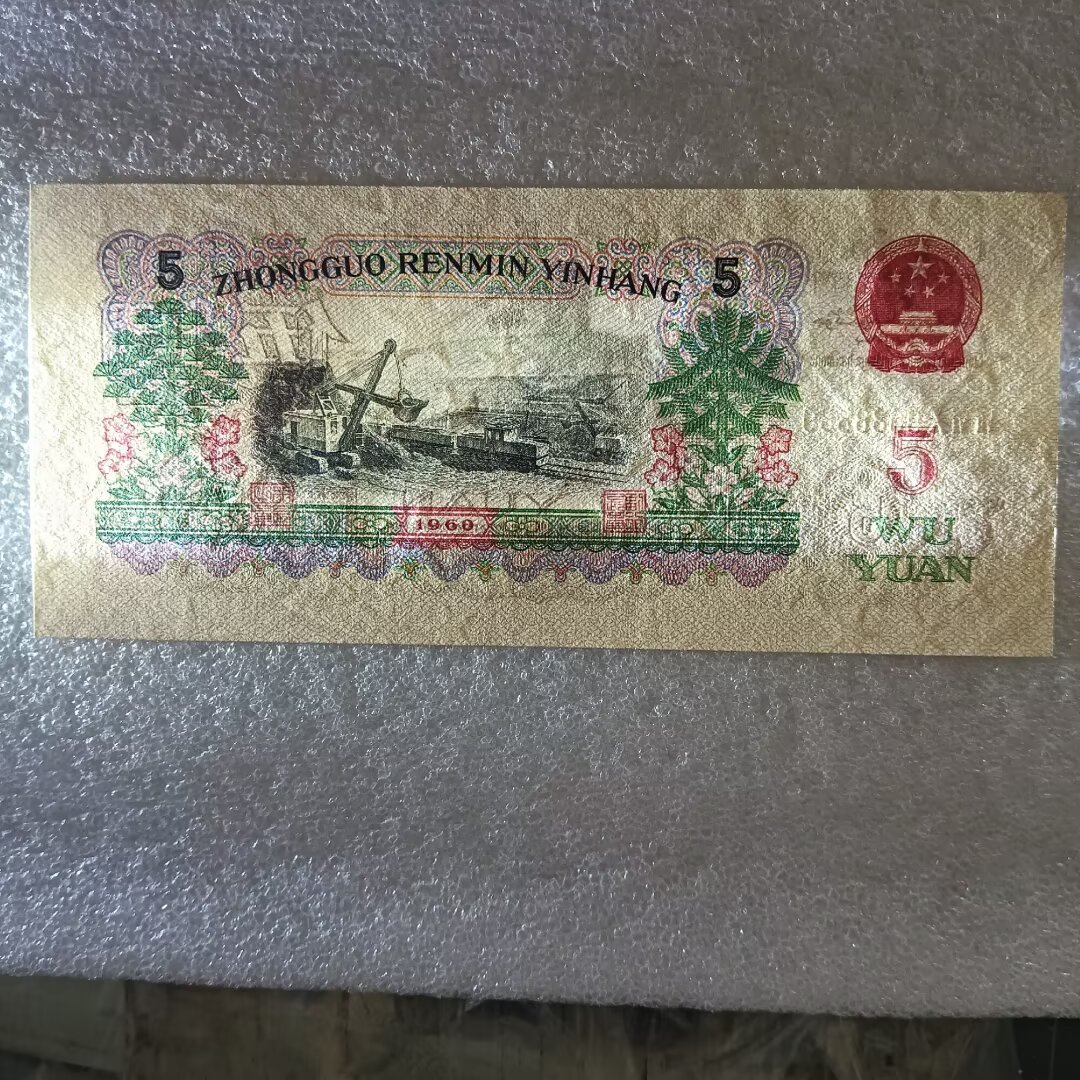 5 ZHONGGUO RENMIN YINHANG 5
5
1960
WU
YUAN